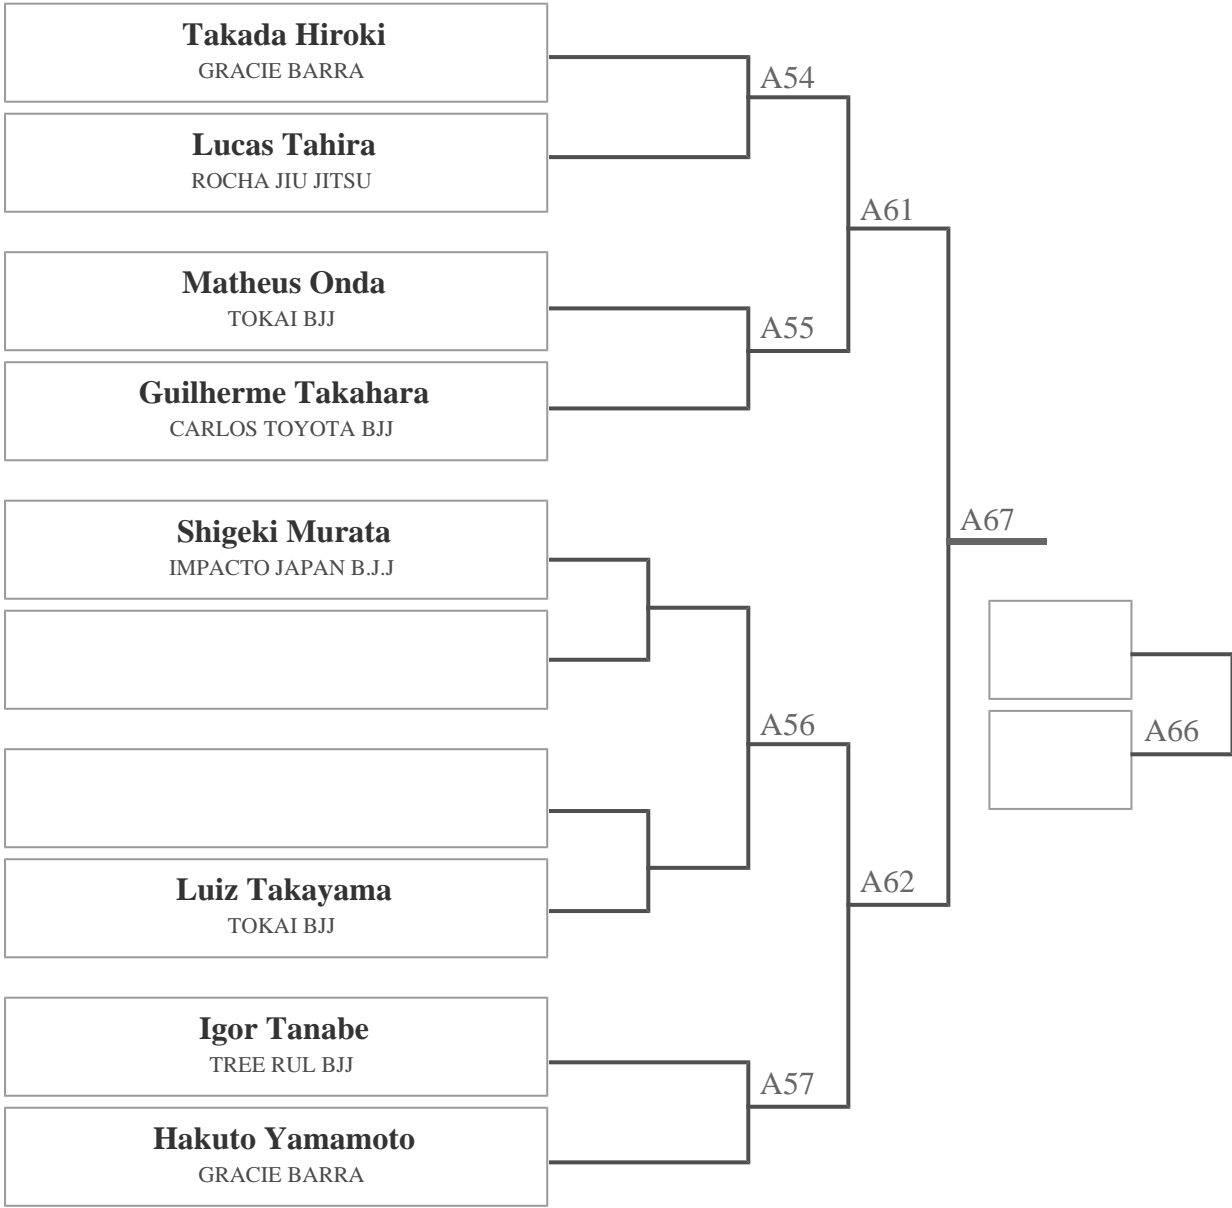 Takada Hiroki
GRACIE BARRA
A54
Lucas Tahira
ROCHA JIU JITSU
A61
Matheus Onda
TOKAI BJJ
A55
Guilherme Takahara
CARLOS TOYOTA BJJ
Shigeki Murata
IMPACTO JAPAN B.J.J
A67
A56
A66
Luiz Takayama
TOKAI BJJ
A62
Igor Tanabe
TREE RUL BJJ
A57
Hakuto Yamamoto
GRACIE BARRA